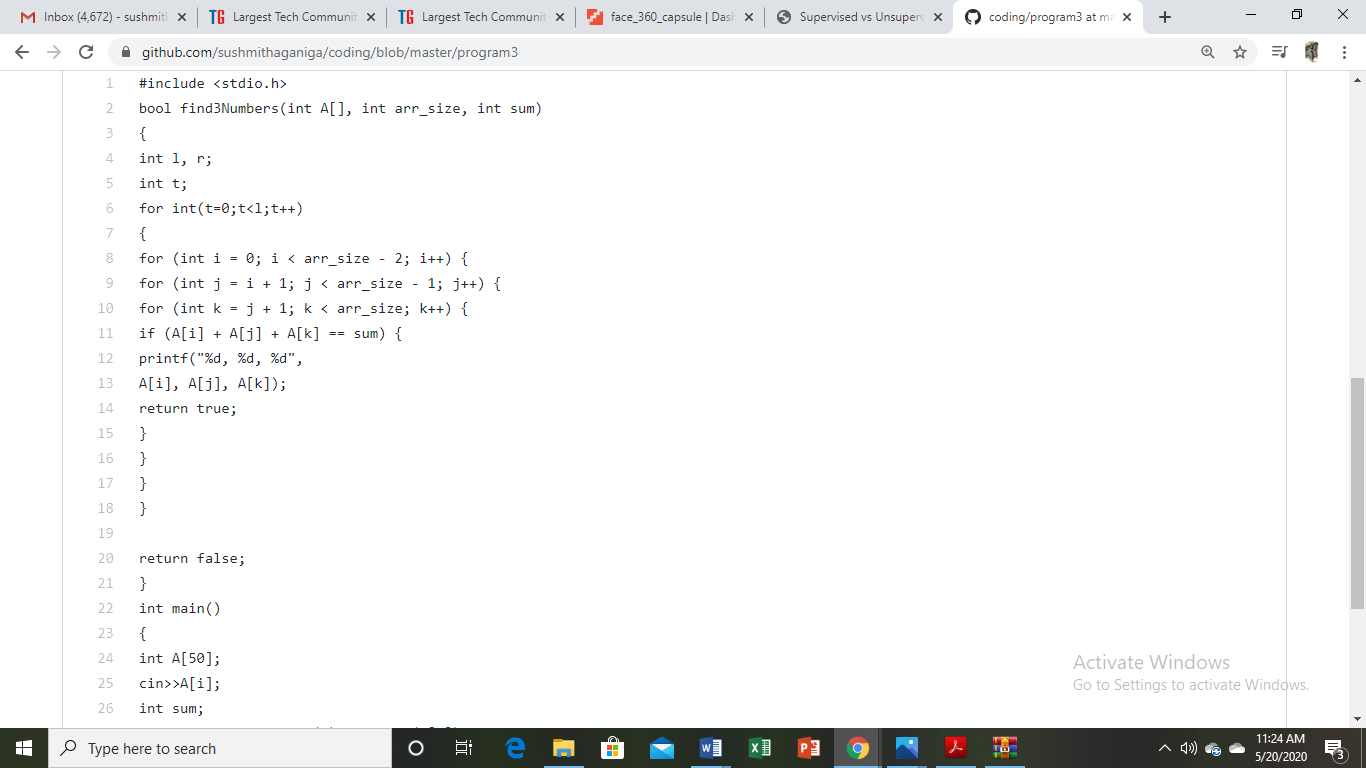 Inbox (4,672) - sushmith
Largest Tech Communit
Largest Tech Communit
face_360_capsule | Dash
Supervised vs Unsuperv
coding/program3 at ma
github.com/sushmithaganiga/coding/blob/master/program3
1 #include <stdio.h>
2 bool find3Numbers(int A[], int arr_size, int sum)
3 {
4 int l, r;
5 int t;
6 for int(t=0;t<l;t++)
7 {
8 for (int i = 0; i < arr_size - 2; i++) {
9 for (int j = i + 1; j < arr_size - 1; j++) {
10 for (int k = j + 1; k < arr_size; k++) {
11 if (A[i] + A[j] + A[k] == sum) {
12 printf("%d, %d, %d",
13 A[i], A[j], A[k]);
14 return true;
15 }
16 }
17 }
18 }
19
20 return false;
21 }
22 int main()
23 {
24 int A[50];
25 cin>>A[i];
26 int sum;
Activate Windows
Go to Settings to activate Windows.
Type here to search
11:24 AM
5/20/2020
3